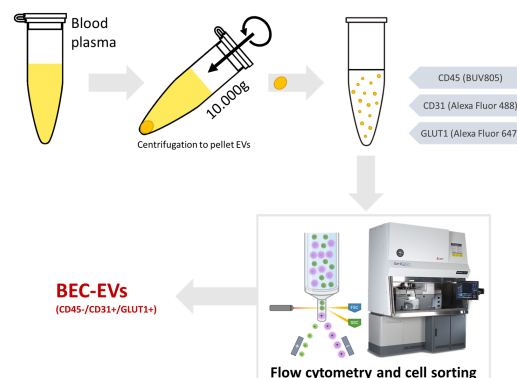 Blood
plasma
10.000g
Centrifugation to pellet EVs
CD45 (BUV805)
CD31 (Alexa Fluor 488)
GLUT1 (Alexa Fluor 647
FSC
SSC
BEC-EVs
(CD45-/CD31+/GLUT1+)
Flow cytometry and cell sorting